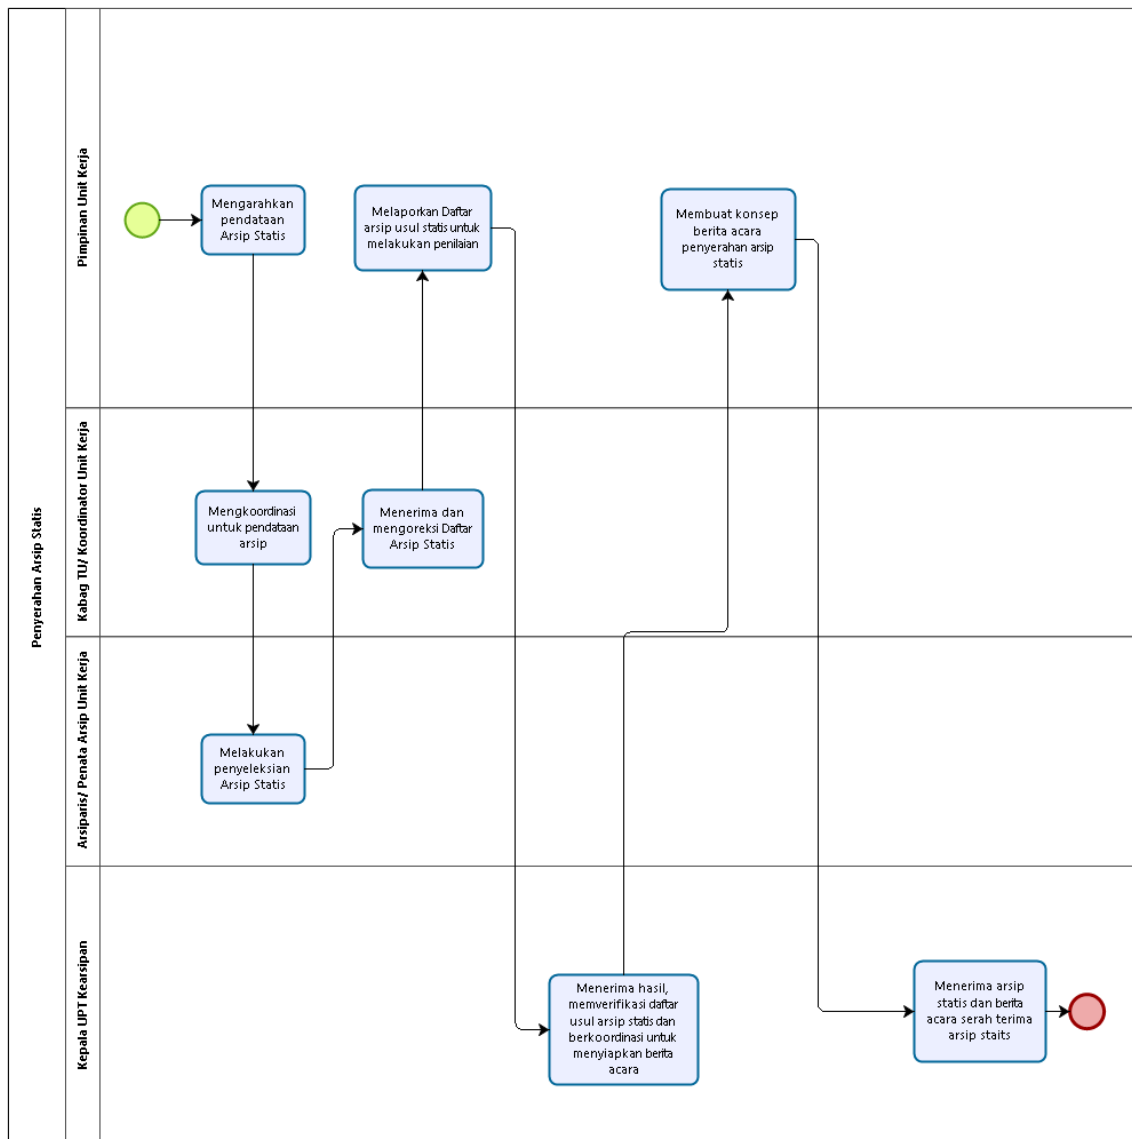 Penyerahan Arsip Statis
Pimpinan Unit Kerja
Mengarahkan
pendataan
Arsip Statis
Melaporkan Daftar
arsip usul statis untuk
melakukan penilaian
Membuat konsep
berita acara
penyerahan arsip
statis
Kabag TU/ Koordinator Unit Kerja
Mengkoordinasi
untuk pendataan
arsip
Menerima dan
mengoreksi Daftar
Arsip Statis
Arsiparis/ Penata Arsip Unit Kerja
Melakukan
penyeleksian
Arsip Statis
Kepala UPT Kearsipan
Menerima hasil,
memverifikasi daftar
usul arsip statis dan
berkoordinasi untuk
menyiapkan berita
acara
Menerima arsip
statis dan berita
acara serah terima
arsip staits